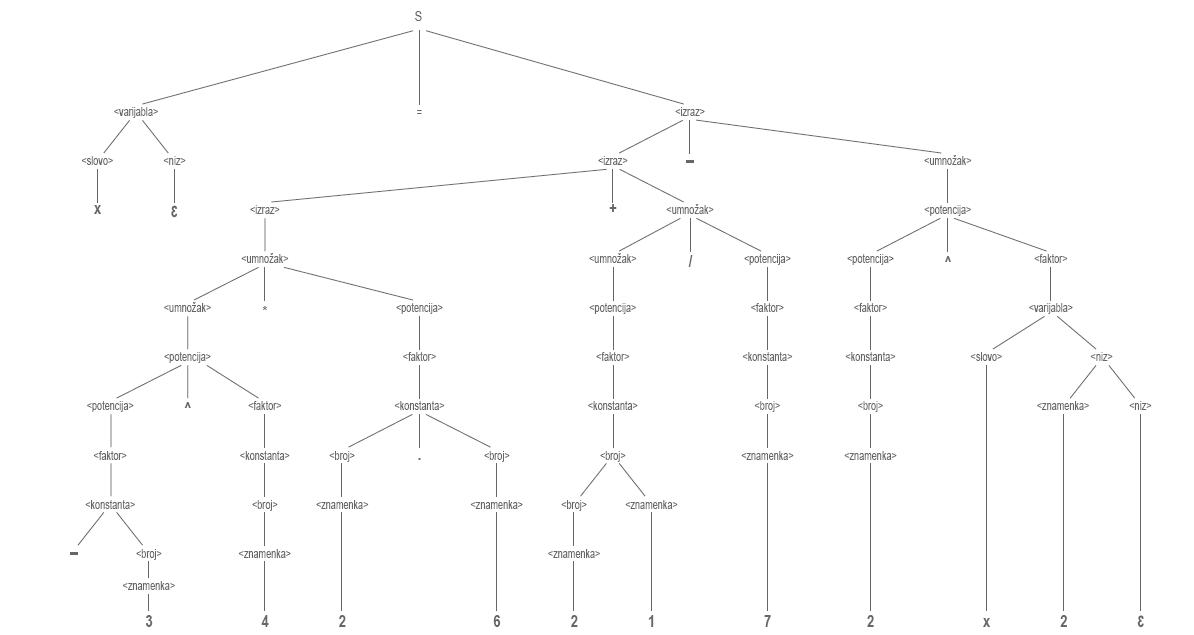 S
<varijabla> = <izraz>
<slovo> <niz> <izraz> – <umnožak>
x ε <izraz> + <umnožak> <potencija>
<umnožak> <umnožak> / <potencija> <potencija> ^ <faktor>
<umnožak> * <potencija> <potencija> <faktor> <faktor> <varijabla>
<potencija> <faktor> <faktor> <konstanta> <konstanta> <slovo> <niz>
<potencija> ^ <faktor> <konstanta> <konstanta> <broj> <broj> <znamenka> <niz>
<faktor> <konstanta> <broj> . <broj> <broj> <znamenka> <znamenka>
<konstanta> <broj> <znamenka> <znamenka> <broj> <znamenka>
– <broj> <znamenka> <znamenka>
<znamenka>
3 4 2 6 2 1 7 2 x 2 ε